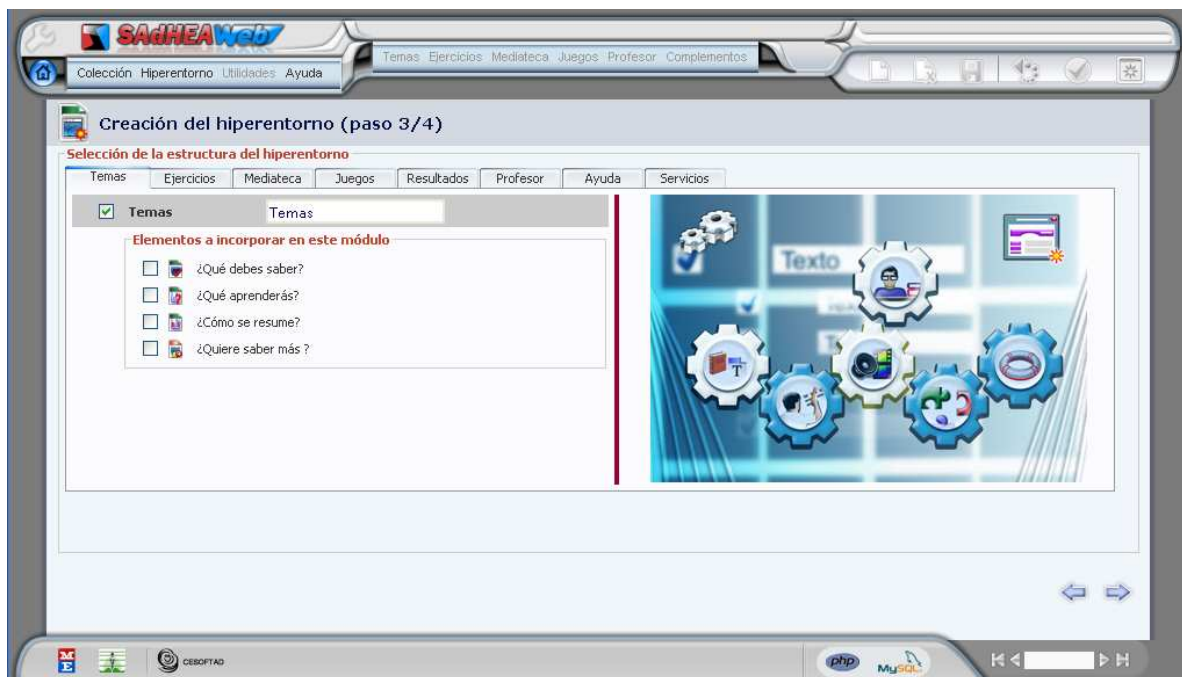 SAdHEAWeb
Temas Ejercicios Mediateca Juegos Profesor Complementos
Colección Hiperentorno Utilidades Ayuda
Creación del hiperentorno (paso 3/4)
Selección de la estructura del hiperentorno
Temas Ejercicios Mediateca Juegos Resultados Profesor Ayuda Servicios
Temas Temas
Elementos a incorporar en este módulo
¿Qué debes saber?
¿Qué aprenderás?
¿Cómo se resume?
¿Quiere saber más ?
Texto
T
M
E
CESOFTAD
php
MySQL